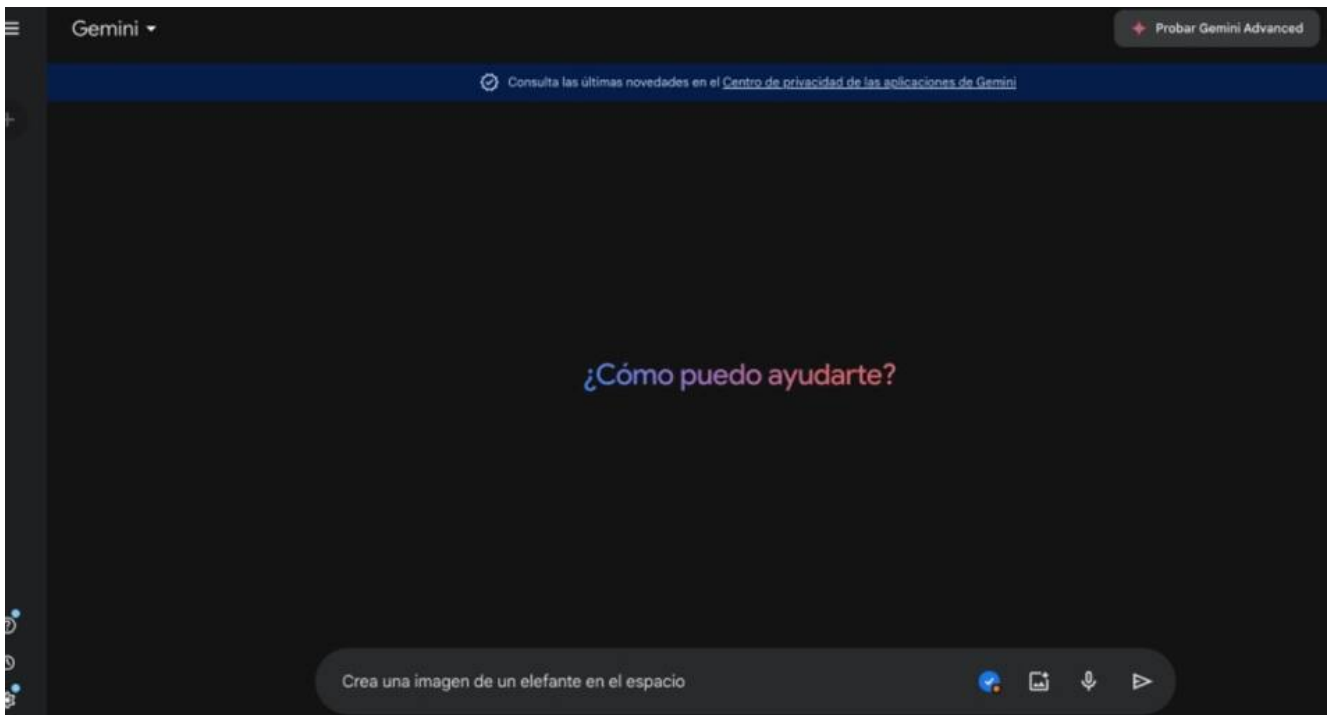 Gemini
Probar Gemini Advanced
Consulta las últimas novedades en el Centro de privacidad de las aplicaciones de Gemini
¿Cómo puedo ayudarte?
Crea una imagen de un elefante en el espacio